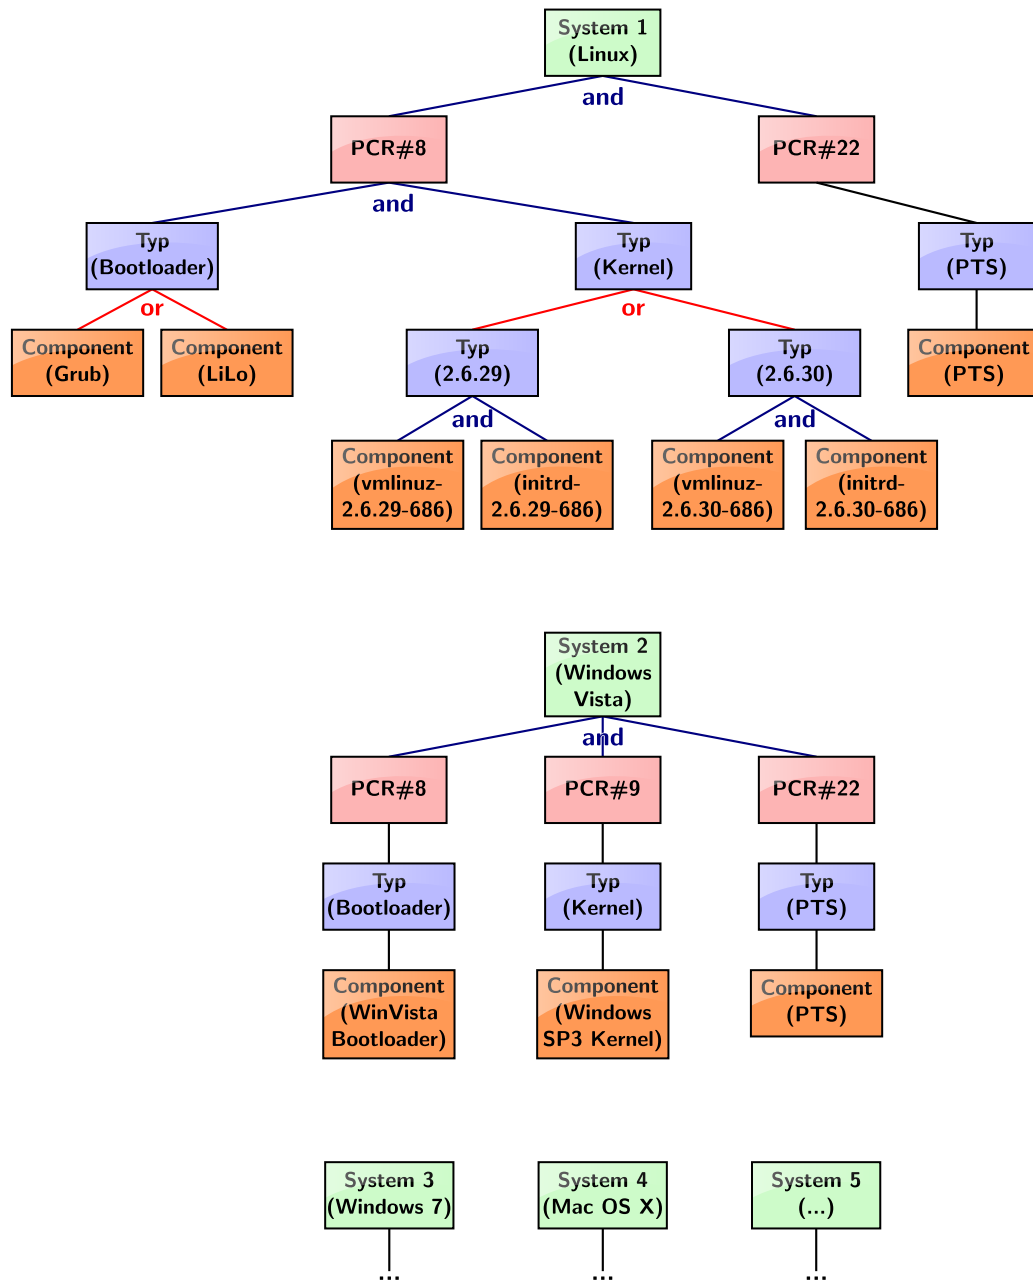 System 1
(Linux)
and
PCR#8
PCR#22
and
Typ
(Bootloader)
Typ
(Kernel)
Typ
(PTS)
or
or
Component
(Grub)
Component
(LiLo)
Typ
(2.6.29)
Typ
(2.6.30)
Component
(PTS)
and
and
Component
(vmlinuz-
2.6.29-686)
Component
(initrd-
2.6.29-686)
Component
(vmlinuz-
2.6.30-686)
Component
(initrd-
2.6.30-686)
System 2
(Windows
Vista)
and
PCR#8
PCR#9
PCR#22
Typ
(Bootloader)
Typ
(Kernel)
Typ
(PTS)
Component
(WinVista
Bootloader)
Component
(Windows
SP3 Kernel)
Component
(PTS)
System 3
(Windows 7)
System 4
(Mac OS X)
System 5
(...)
...
...
...